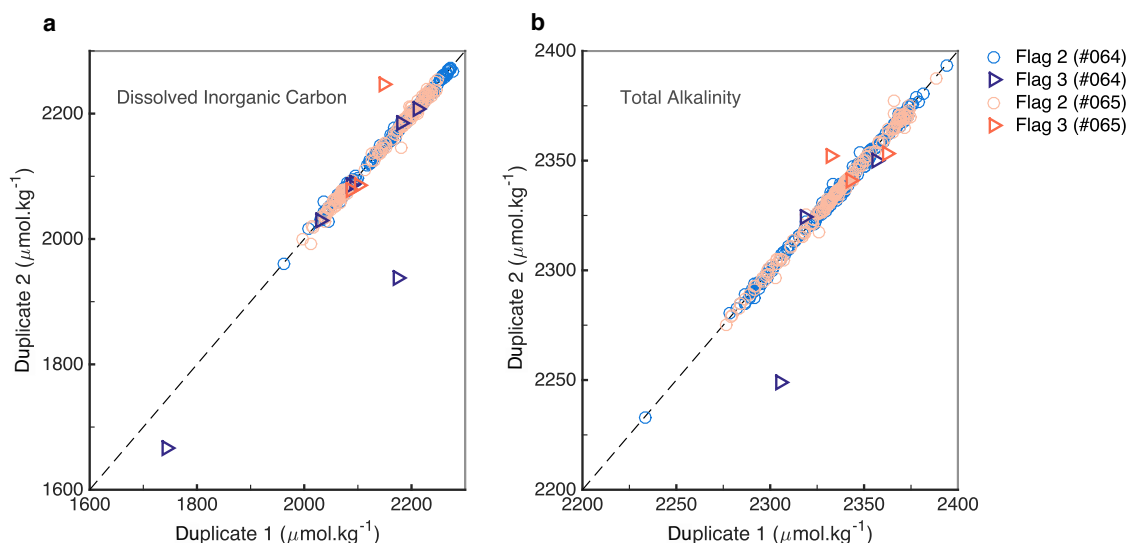 a
Dissolved Inorganic Carbon
2200
2000
1800
1600
1600 1800 2000 2200
Duplicate 2 (μmol.kg⁻¹)
Duplicate 1 (μmol.kg⁻¹)
b
Total Alkalinity
2400
2350
2300
2250
2200
2200 2250 2300 2350 2400
Duplicate 2 (μmol.kg⁻¹)
Duplicate 1 (μmol.kg⁻¹)
Flag 2 (#064)
Flag 3 (#064)
Flag 2 (#065)
Flag 3 (#065)